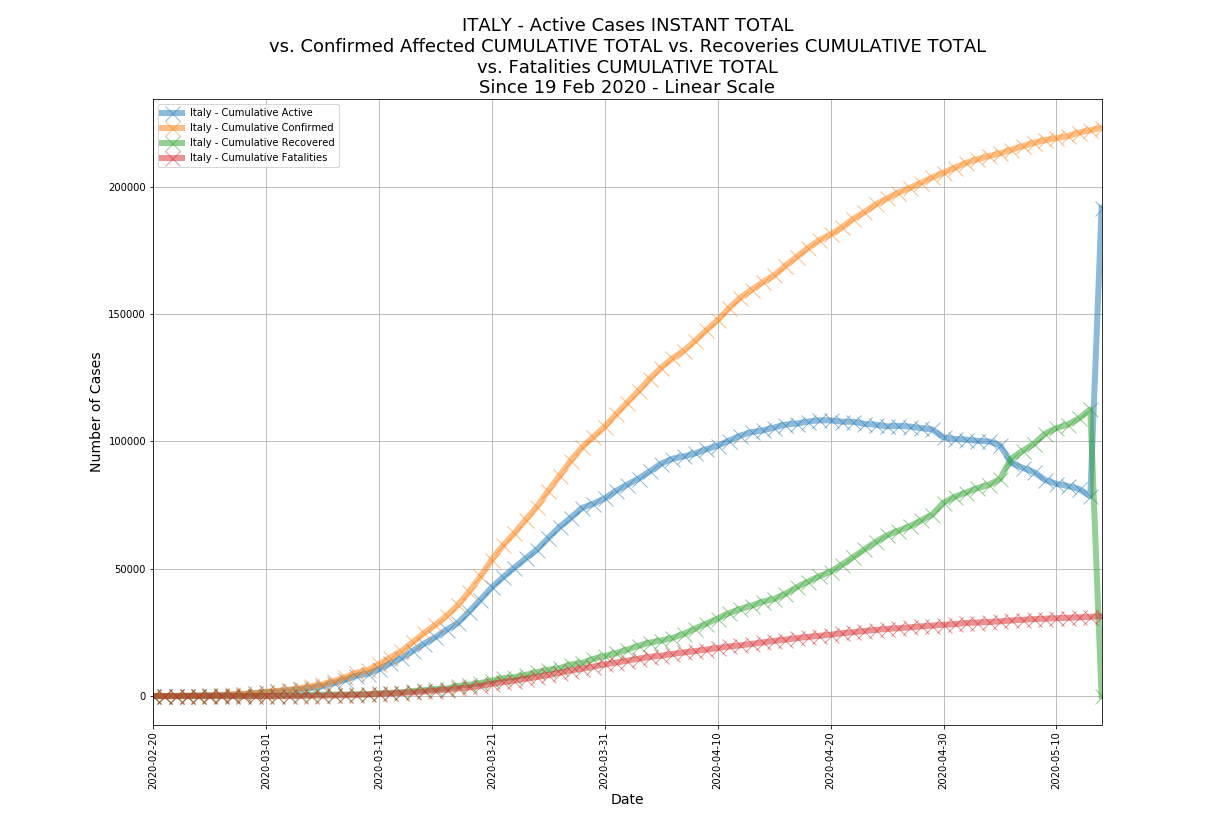 ITALY - Active Cases INSTANT TOTAL
vs. Confirmed Affected CUMULATIVE TOTAL vs. Recoveries CUMULATIVE TOTAL
vs. Fatalities CUMULATIVE TOTAL
Since 19 Feb 2020 - Linear Scale
Italy - Cumulative Active
Italy - Cumulative Confirmed
Italy - Cumulative Recovered
Italy - Cumulative Fatalities
Number of Cases
200000
150000
100000
50000
0
2020-02-20
2020-03-01
2020-03-11
2020-03-21
2020-03-31
2020-04-10
2020-04-20
2020-04-30
2020-05-10
Date